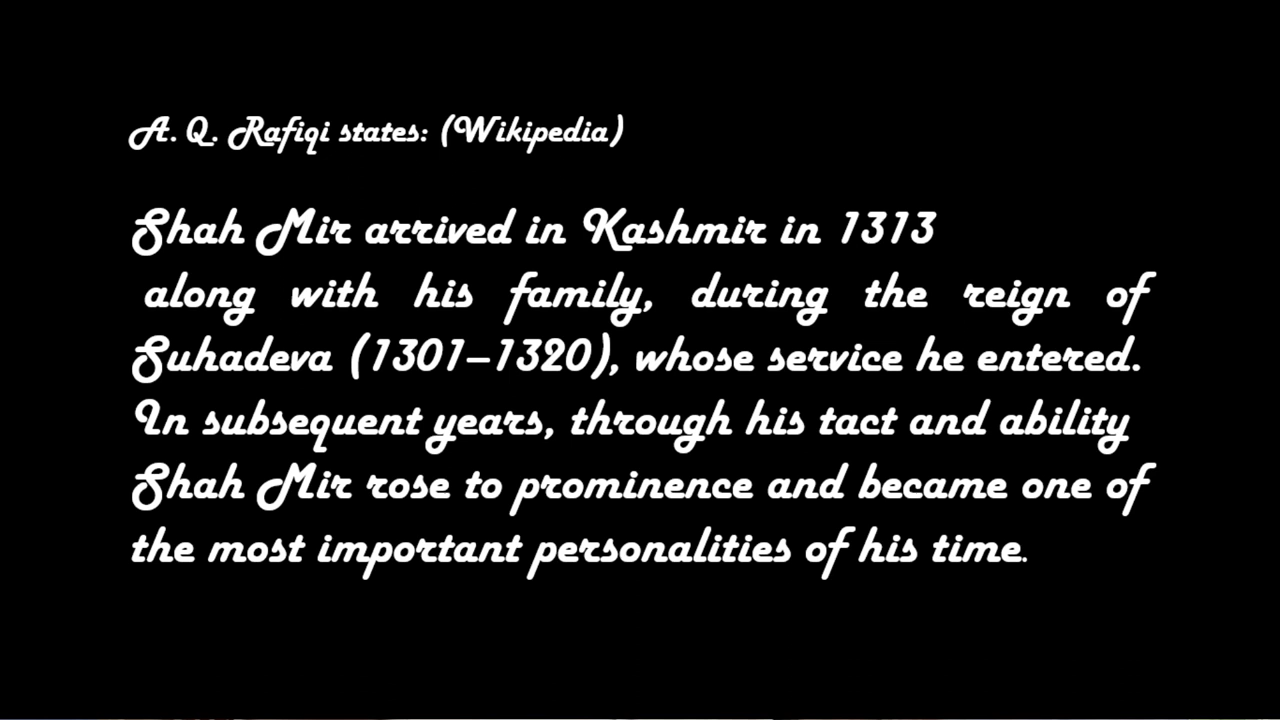 A. Q. Rafiqi states: (Wikipedia)
Shah Mir arrived in Kashmir in 1313
along with his family, during the reign of
Suhadeva (1301–1320), whose service he entered.
In subsequent years, through his tact and ability
Shah Mir rose to prominence and became one of
the most important personalities of his time.